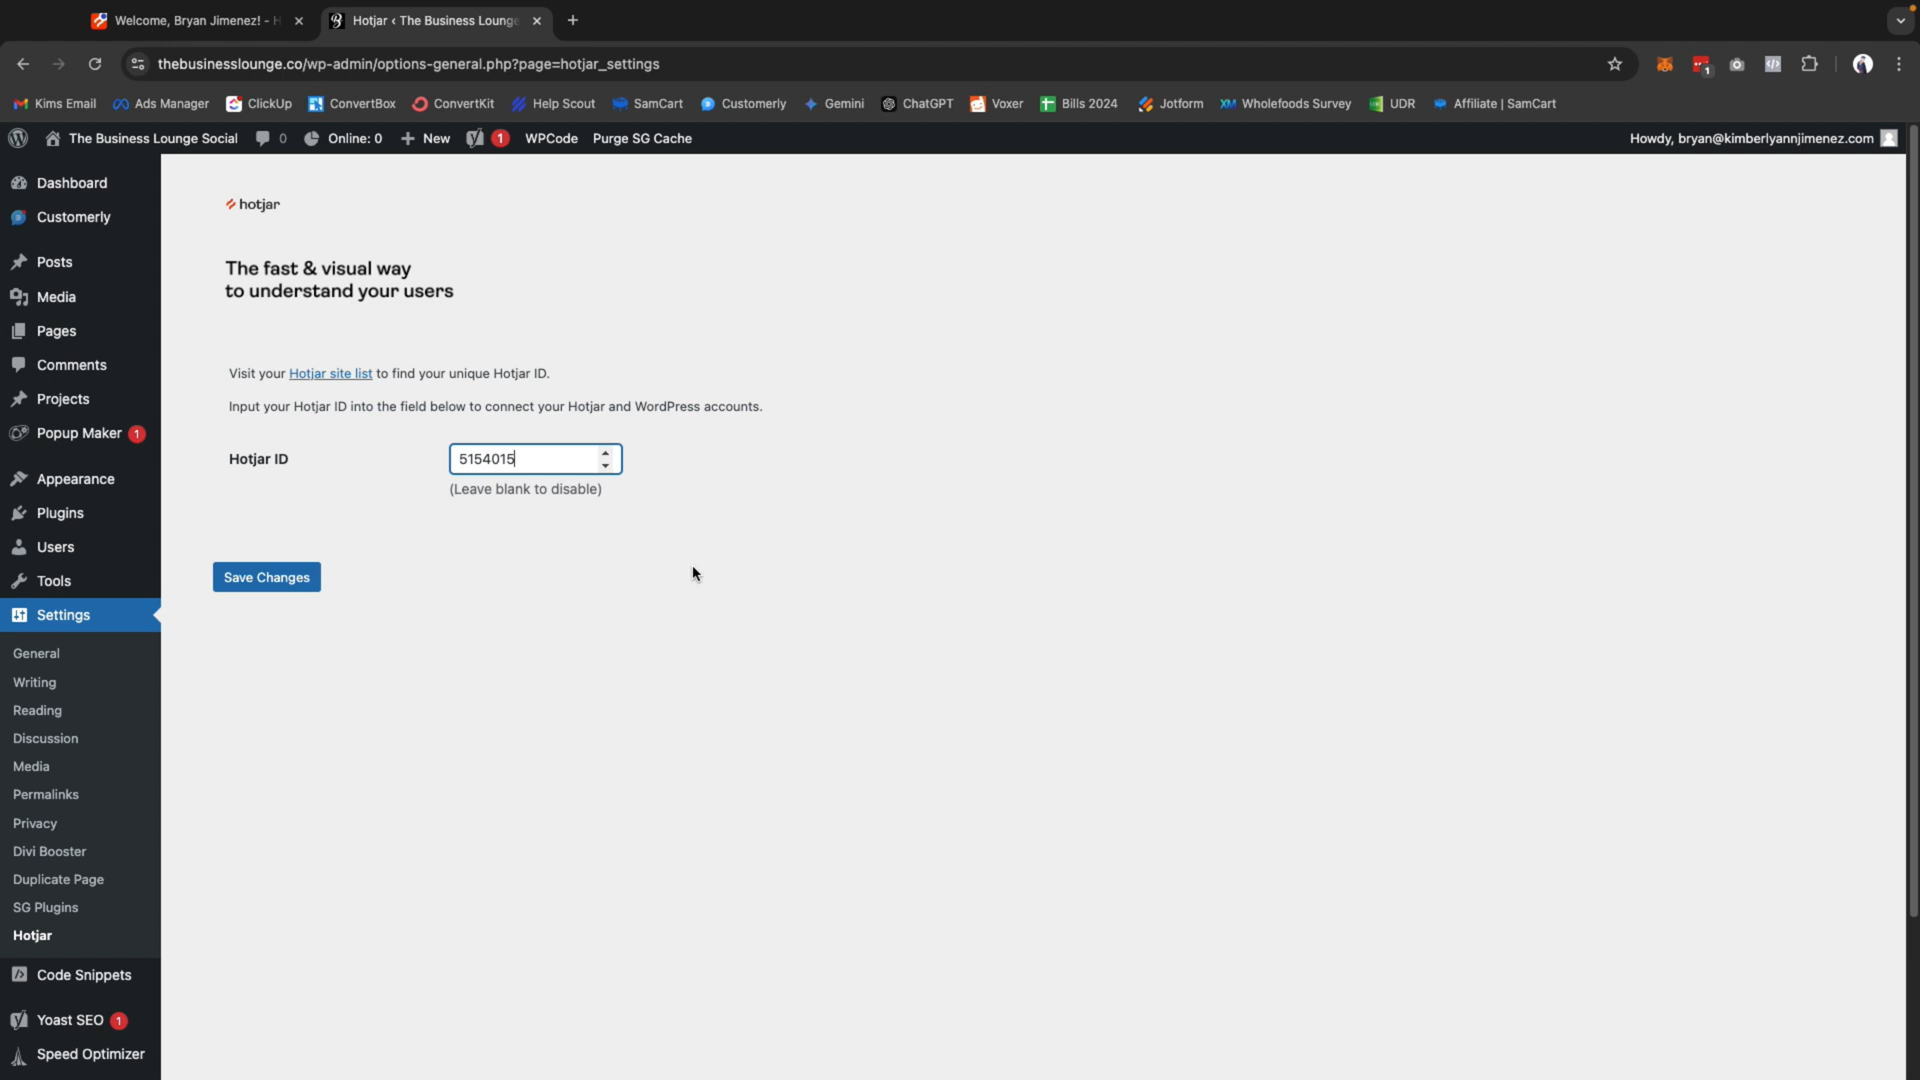 Welcome, Bryan Jimenez! - H
Hotjar ‹ The Business Lounge
thebusinesslounge.co/wp-admin/options-general.php?page=hotjar_settings
1
Kims Email
Ads Manager
ClickUp
ConvertBox
ConvertKit
Help Scout
SamCart
Customerly
Gemini
ChatGPT
Voxer
Bills 2024
Jotform
XM Wholefoods Survey
UDR
Affiliate | SamCart
The Business Lounge Social
0
Online: 0
New
1
WPCode
Purge SG Cache
Howdy, bryan@kimberlyannjimenez.com
Dashboard
Customerly
Posts
Media
Pages
Comments
Projects
Popup Maker 1
Appearance
Plugins
Users
Tools
Settings
General
Writing
Reading
Discussion
Media
Permalinks
Privacy
Divi Booster
Duplicate Page
SG Plugins
Hotjar
Code Snippets
Yoast SEO 1
Speed Optimizer
hotjar
The fast & visual way
to understand your users
Visit your Hotjar site list to find your unique Hotjar ID.
Input your Hotjar ID into the field below to connect your Hotjar and WordPress accounts.
Hotjar ID
5154015
(Leave blank to disable)
Save Changes